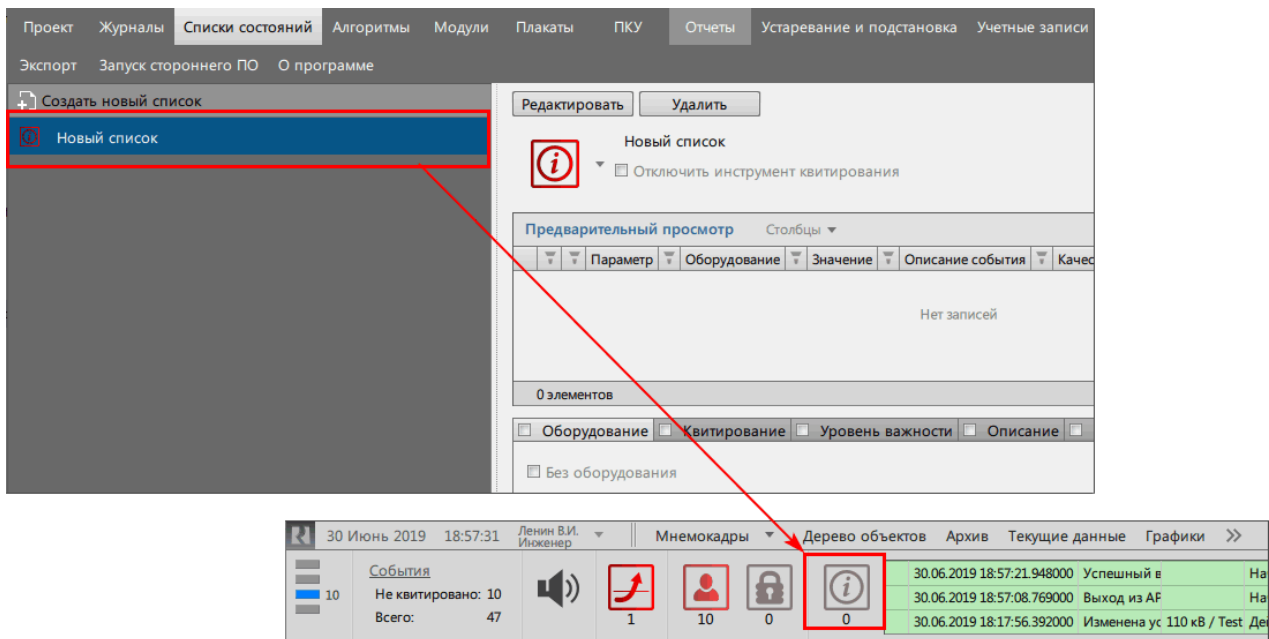 Проект Журналы Списки состояний Алгоритмы Модули Плакаты ПКУ Отчеты Устаревание и подстановка Учетные записи
Экспорт Запуск стороннего ПО О программе
Создать новый список
Новый список
Редактировать Удалить
Новый список
Отключить инструмент квитирования
Предварительный просмотр Столбцы
Параметр Оборудование Значение Описание события Качес
Нет записей
0 элементов
Оборудование Квитирование Уровень важности Описание
Без оборудования
30 Июнь 2019 18:57:31 Ленин В.И. Мнемокадры Дерево объектов Архив Текущие данные Графики
Инженер
События
10 Не квитировано: 10
Всего: 47
1 10 0 0
30.06.2019 18:57:21.948000 Успешный в На
30.06.2019 18:57:08.769000 Выход из АР На
30.06.2019 18:17:56.392000 Изменена ус 110 кВ / Test Дег